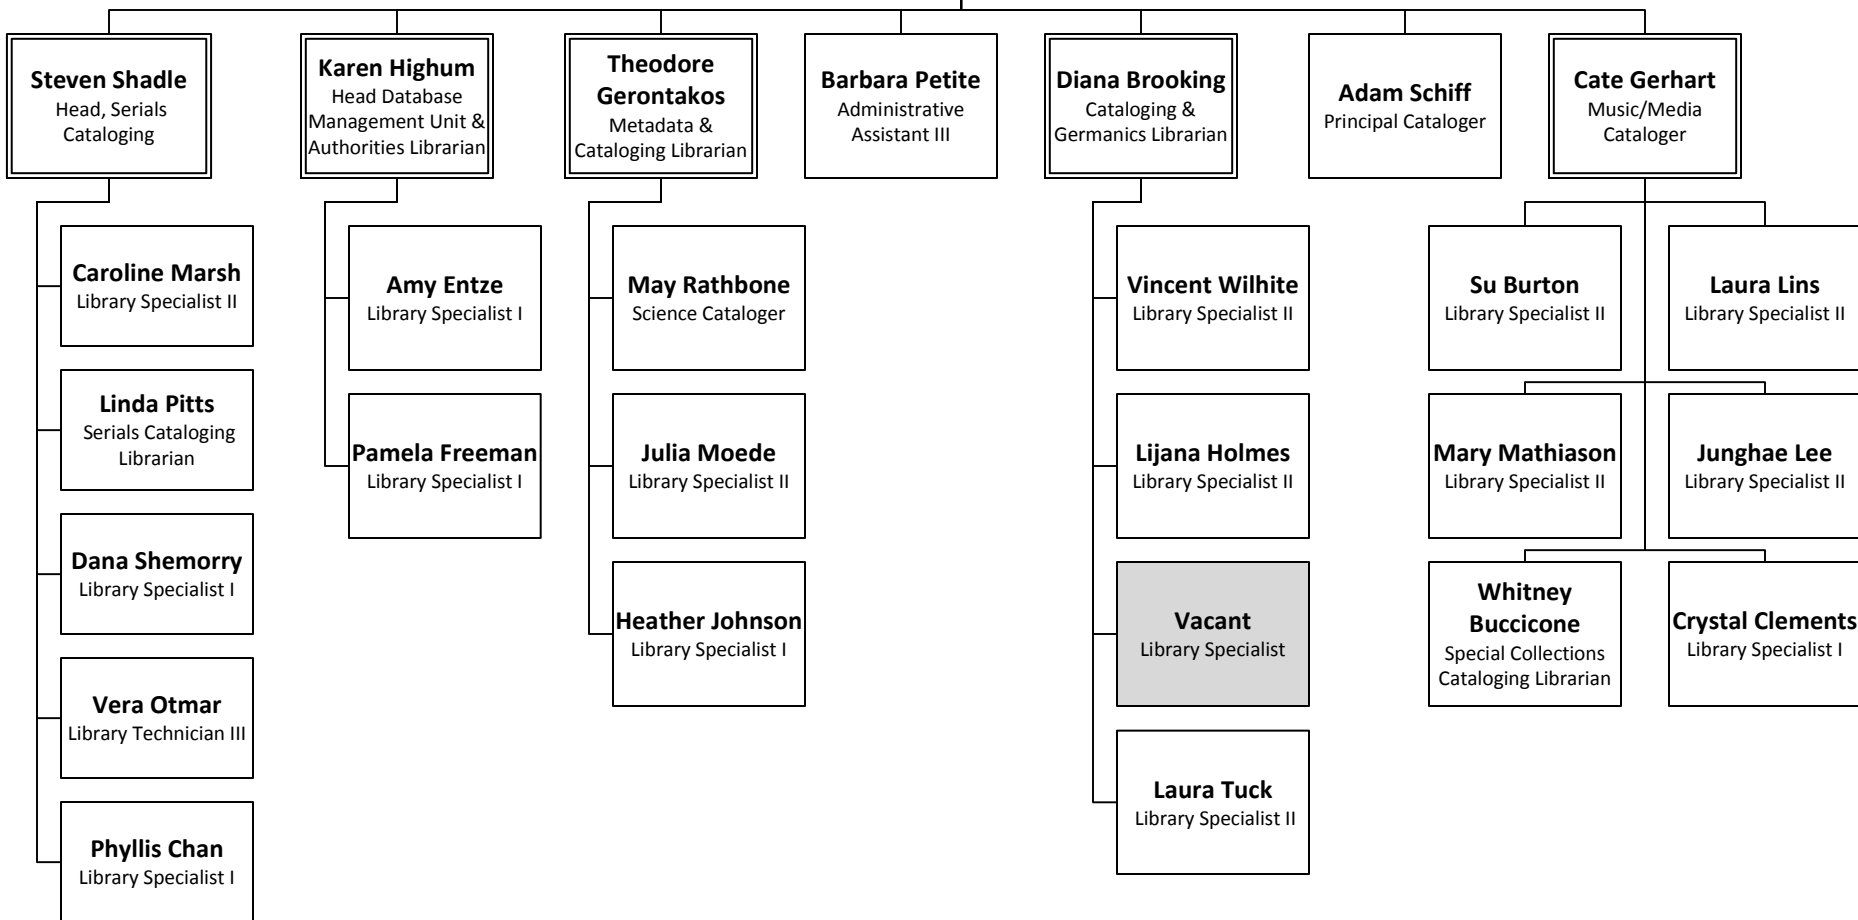 Steven Shadle
Head, Serials
Cataloging
Karen Highum
Head Database
Management Unit &
Authorities Librarian
Theodore
Gerontakos
Metadata &
Cataloging Librarian
Barbara Petite
Administrative
Assistant III
Diana Brooking
Cataloging &
Germanics Librarian
Adam Schiff
Principal Cataloger
Cate Gerhart
Music/Media
Cataloger
Caroline Marsh
Library Specialist II
Linda Pitts
Serials Cataloging
Librarian
Dana Shemorry
Library Specialist I
Vera Otmar
Library Technician III
Phyllis Chan
Library Specialist I
Amy Entze
Library Specialist I
Pamela Freeman
Library Specialist I
May Rathbone
Science Cataloger
Julia Moede
Library Specialist II
Heather Johnson
Library Specialist I
Vincent Wilhite
Library Specialist II
Lijana Holmes
Library Specialist II
Vacant
Library Specialist
Laura Tuck
Library Specialist II
Su Burton
Library Specialist II
Laura Lins
Library Specialist II
Mary Mathiason
Library Specialist II
Junghae Lee
Library Specialist II
Whitney
Buccicone
Special Collections
Cataloging Librarian
Crystal Clements
Library Specialist I